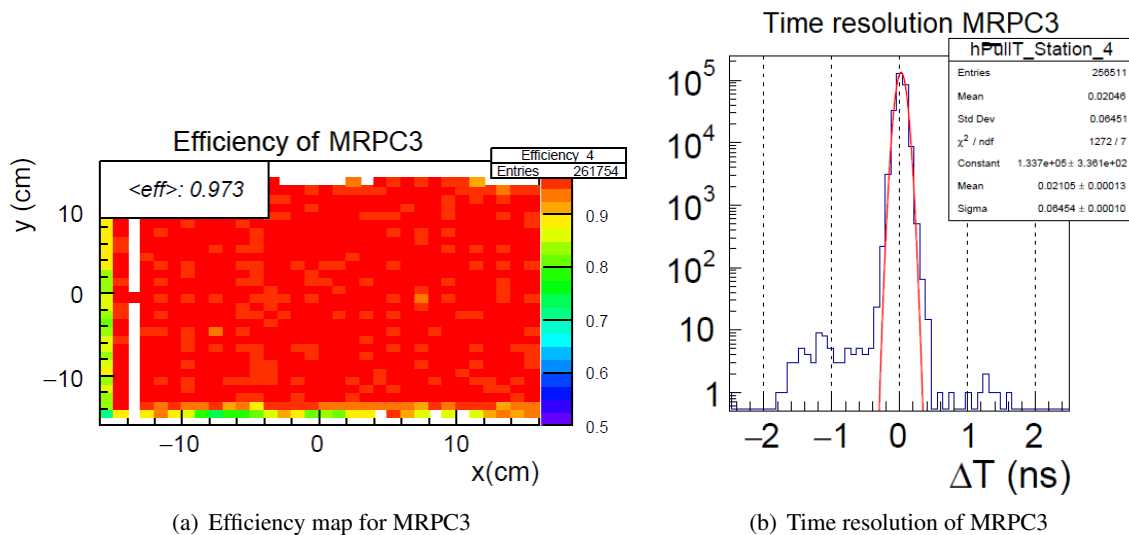 Efficiency of MRPC3
Efficiency 4
Entries 261754
<eff>: 0.973
y (cm)
10
0
−10
−10
0
10
x(cm)
0.9
0.8
0.7
0.6
0.5
(a) Efficiency map for MRPC3
Time resolution MRPC3
hPullT_Station_4
Entries 256511
Mean 0.02046
Std Dev 0.06451
χ² / ndf 1272 / 7
Constant 1.337e+05 ± 3.361e+02
Mean 0.02105 ± 0.00013
Sigma 0.06454 ± 0.00010
10⁵
10⁴
10³
10²
10
1
−2
−1
0
1
2
ΔT (ns)
(b) Time resolution of MRPC3